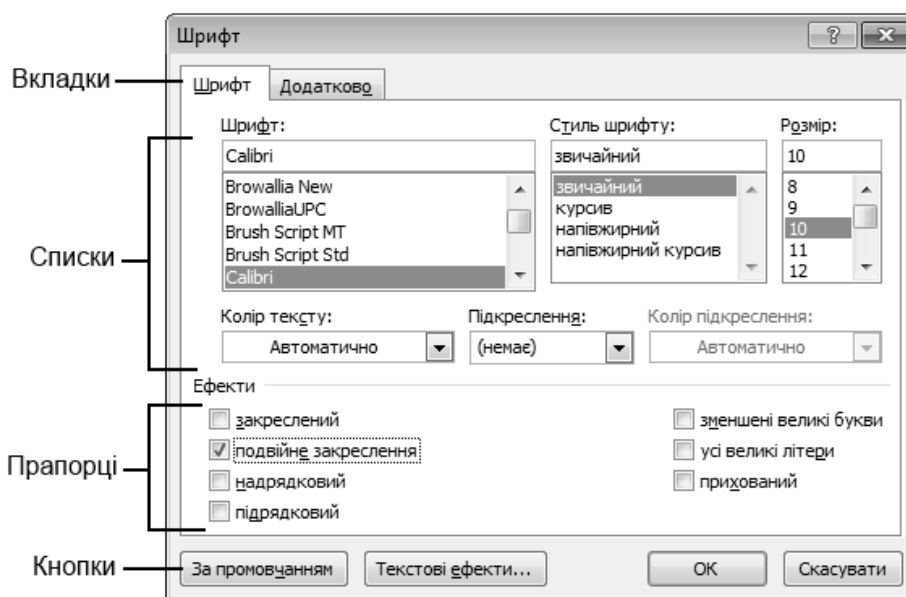 Шрифт
Вкладки
Шрифт Додатково
Шрифт: Стиль шрифту: Розмір:
Calibri звичайний 10
Browallia New звичайний 8
BrowalliaUPC курсив 9
Brush Script MT напівжирний 10
Brush Script Std напівжирний курсив 11
Calibri 12
Списки
Колір тексту: Підкреслення: Колір підкреслення:
Автоматично (немає) Автоматично
Ефекти
закреслений зменшені великі букви
подвійне закреслення усі великі літери
Прапорці
надрядковий прихований
підрядковий
Кнопки
За промовчанням Текстові ефекти... ОК Скасувати